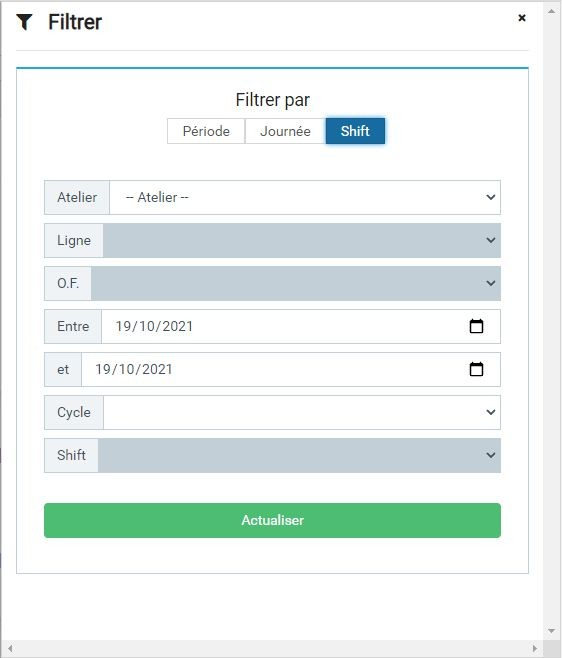 Filtrer
Filtrer par
Période Journée Shift
Atelier -- Atelier --
Ligne
O.F.
Entre 19/10/2021
et 19/10/2021
Cycle
Shift
Actualiser